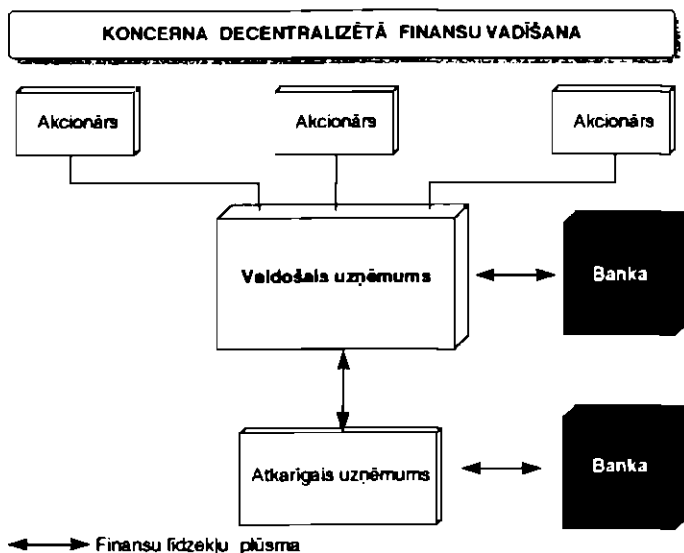 KONCERNA DECENTRALIZĒTĀ FINANSU VADĪŠANA
Akcionārs Akcionārs Akcionārs
Valdošais uzņēmums Banka
Atkarīgais uzņēmums Banka
Finansu līdzekļu plūsma